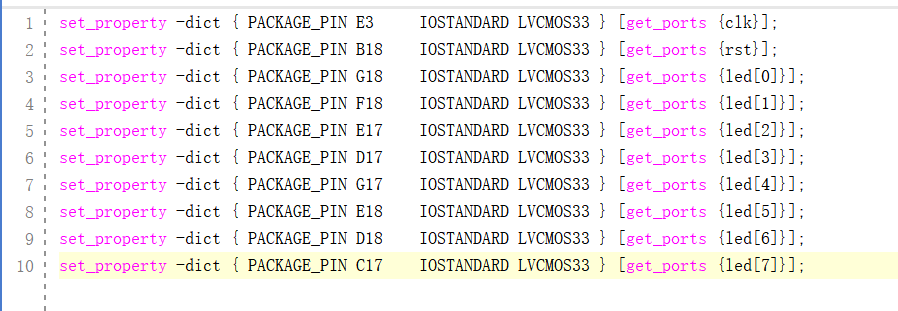 1 set_property -dict { PACKAGE_PIN E3 IOSTANDARD LVCMOS33 } [get_ports {clk}];
2 set_property -dict { PACKAGE_PIN B18 IOSTANDARD LVCMOS33 } [get_ports {rst}];
3 set_property -dict { PACKAGE_PIN G18 IOSTANDARD LVCMOS33 } [get_ports {led[0]}];
4 set_property -dict { PACKAGE_PIN F18 IOSTANDARD LVCMOS33 } [get_ports {led[1]}];
5 set_property -dict { PACKAGE_PIN E17 IOSTANDARD LVCMOS33 } [get_ports {led[2]}];
6 set_property -dict { PACKAGE_PIN D17 IOSTANDARD LVCMOS33 } [get_ports {led[3]}];
7 set_property -dict { PACKAGE_PIN G17 IOSTANDARD LVCMOS33 } [get_ports {led[4]}];
8 set_property -dict { PACKAGE_PIN E18 IOSTANDARD LVCMOS33 } [get_ports {led[5]}];
9 set_property -dict { PACKAGE_PIN D18 IOSTANDARD LVCMOS33 } [get_ports {led[6]}];
10 set_property -dict { PACKAGE_PIN C17 IOSTANDARD LVCMOS33 } [get_ports {led[7]}];